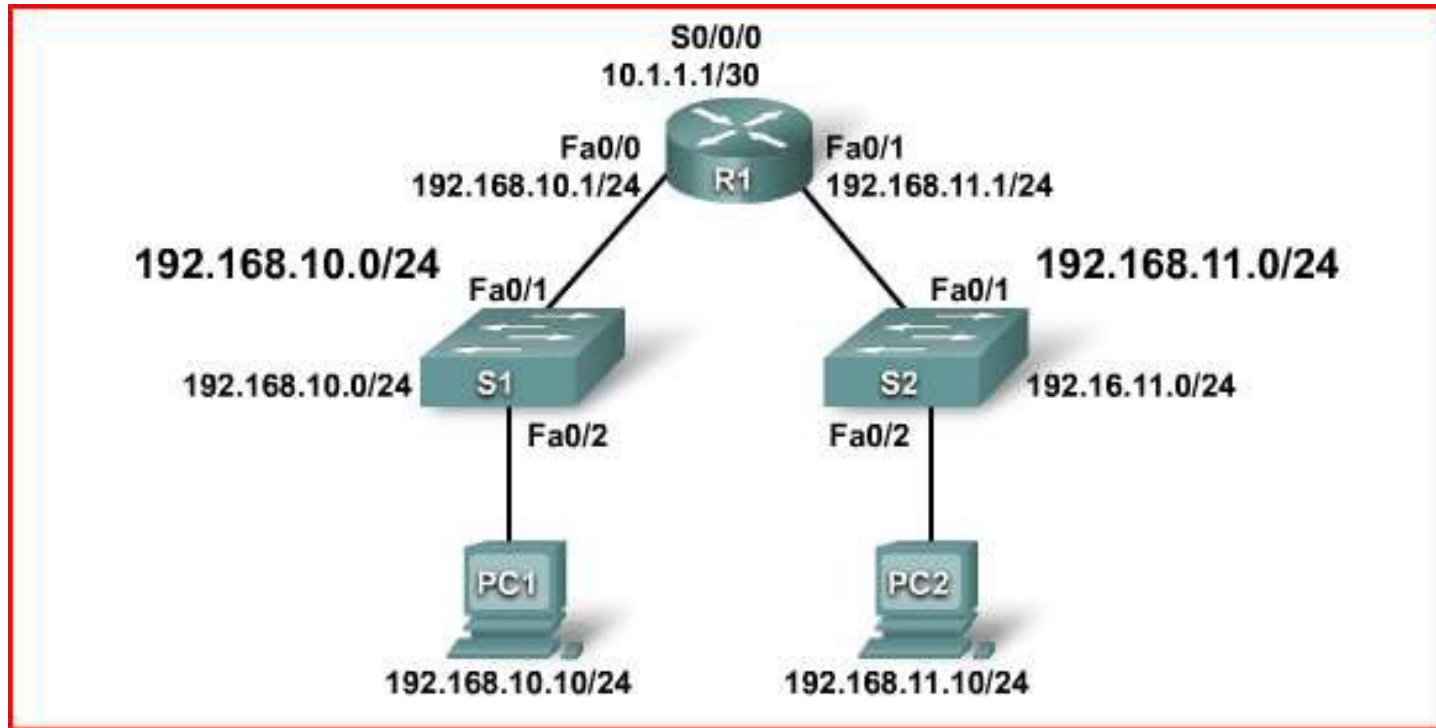 S0/0/0
10.1.1.1/30
Fa0/0
192.168.10.1/24
R1
Fa0/1
192.168.11.1/24
192.168.10.0/24
192.168.11.0/24
Fa0/1
Fa0/1
192.168.10.0/24
S1
S2
192.16.11.0/24
Fa0/2
Fa0/2
PC1
PC2
192.168.10.10/24
192.168.11.10/24